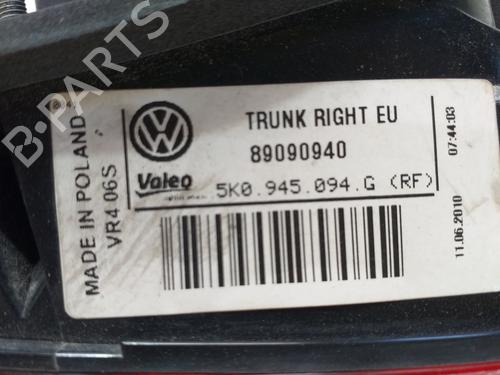 TRUNK RIGHT EU
89090940
Valeo
5K0.945.094.G (RF)
MADE IN POLAND
VR4 06S
07:44:03
11.06.2010
B-PARTS